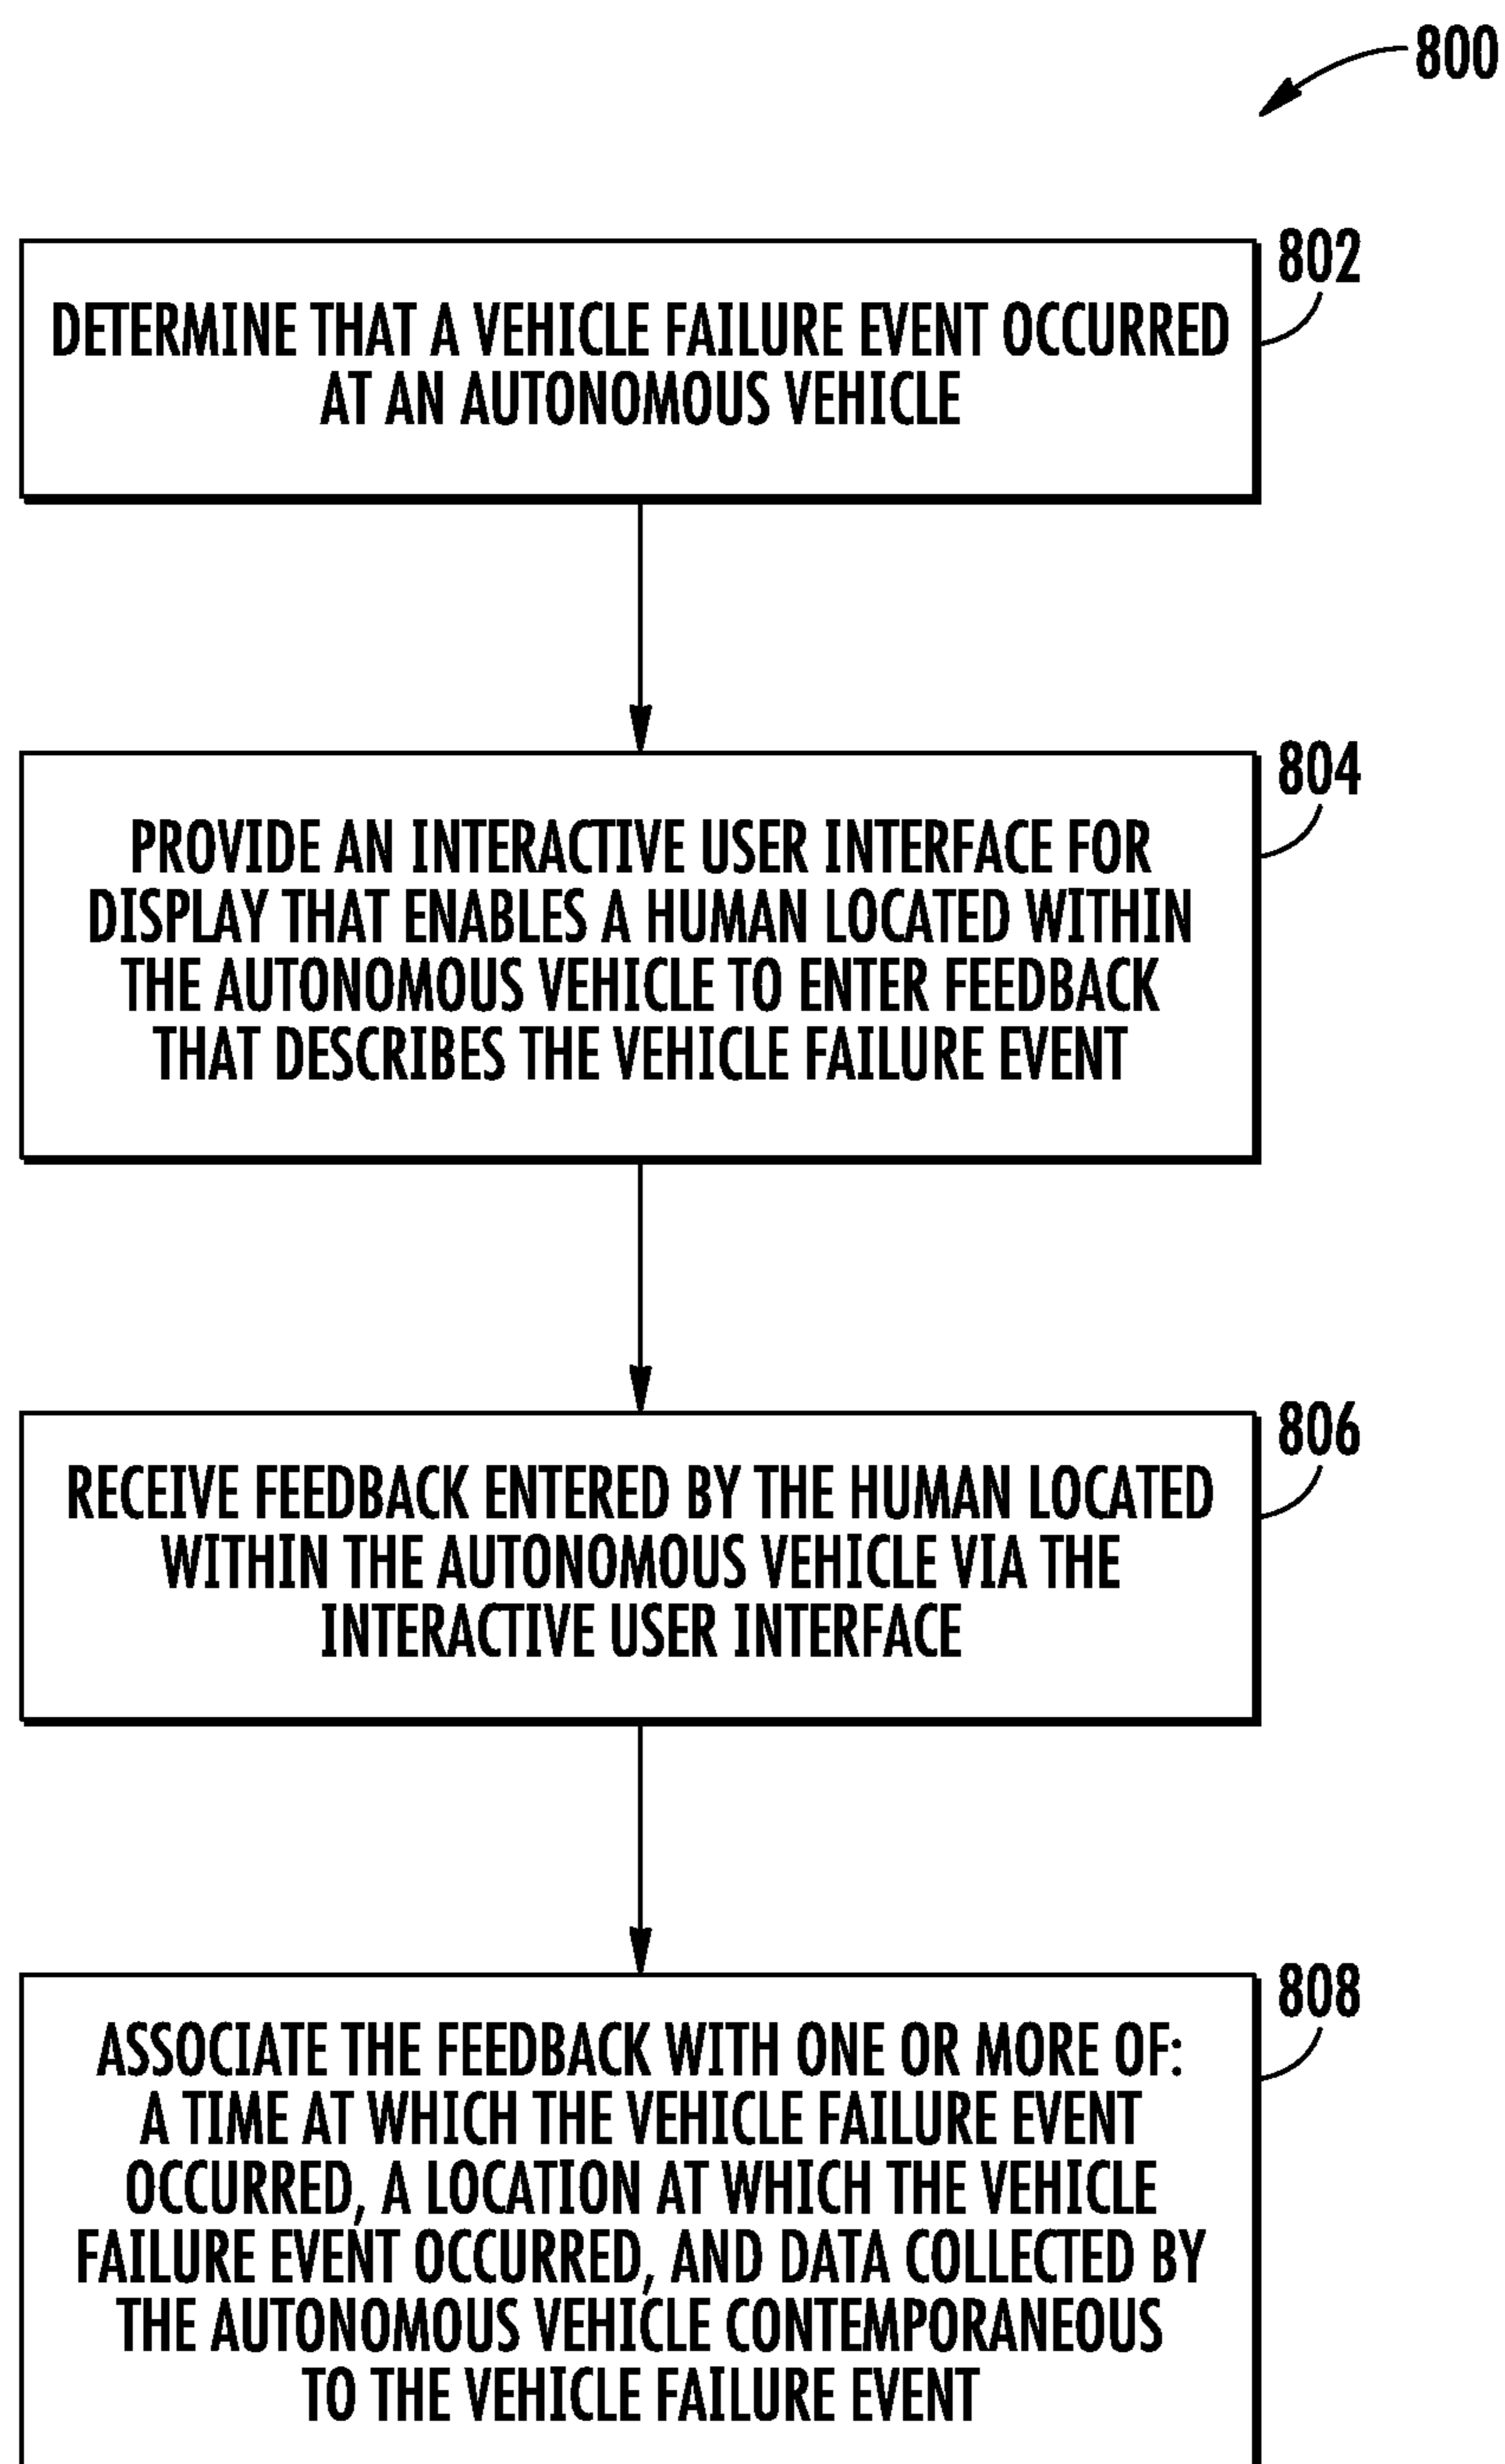 800
802
DETERMINE THAT A VEHICLE FAILURE EVENT OCCURRED
AT AN AUTONOMOUS VEHICLE
804
PROVIDE AN INTERACTIVE USER INTERFACE FOR
DISPLAY THAT ENABLES A HUMAN LOCATED WITHIN
THE AUTONOMOUS VEHICLE TO ENTER FEEDBACK
THAT DESCRIBES THE VEHICLE FAILURE EVENT
806
RECEIVE FEEDBACK ENTERED BY THE HUMAN LOCATED
WITHIN THE AUTONOMOUS VEHICLE VIA THE
INTERACTIVE USER INTERFACE
808
ASSOCIATE THE FEEDBACK WITH ONE OR MORE OF:
A TIME AT WHICH THE VEHICLE FAILURE EVENT
OCCURRED, A LOCATION AT WHICH THE VEHICLE
FAILURE EVENT OCCURRED, AND DATA COLLECTED BY
THE AUTONOMOUS VEHICLE CONTEMPORANEOUS
TO THE VEHICLE FAILURE EVENT